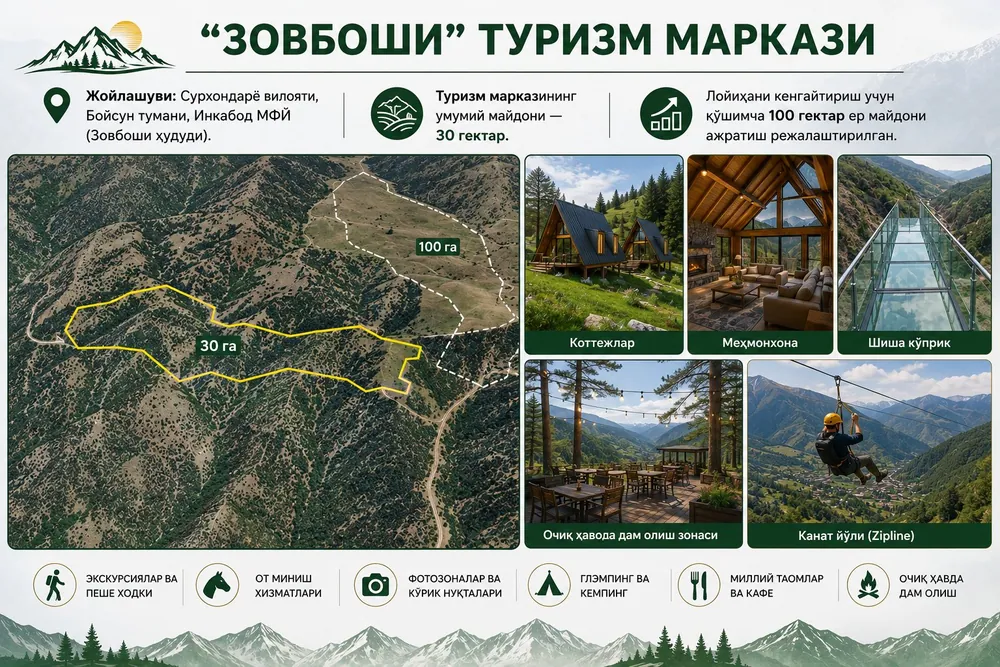 “ЗОВБОШИ” ТУРИЗМ МАРКАЗИ
Жойлашуви: Сурхондарё вилояти,
Бойсун тумани, Инкабод МФЙ
(Зовбоши ҳудуди).
Туризм марказининг
умумий майдони —
30 гектар.
Лойиҳани кенгайтириш учун
қўшимча 100 гектар ер майдони
ажратиш режалаштирилган.
100 га
30 га
Коттежлар
Меҳмонхона
Шиша кўприк
Очиқ ҳавода дам олиш зонаси
Канат йўли (Zipline)
ЭКСКУРСИЯЛАР ВА
ПЕШЕ ХОДКИ
ОТ МИНИШ
ХИЗМАТЛАРИ
ФОТОЗОНАЛАР ВА
КЎРИК НУҚТАЛАРИ
ГЛЭМПИНГ ВА
КЕМПИНГ
МИЛЛИЙ ТАОМЛАР
ВА КАФЕ
ОЧИҚ ҲАВДА
ДАМ ОЛИШ